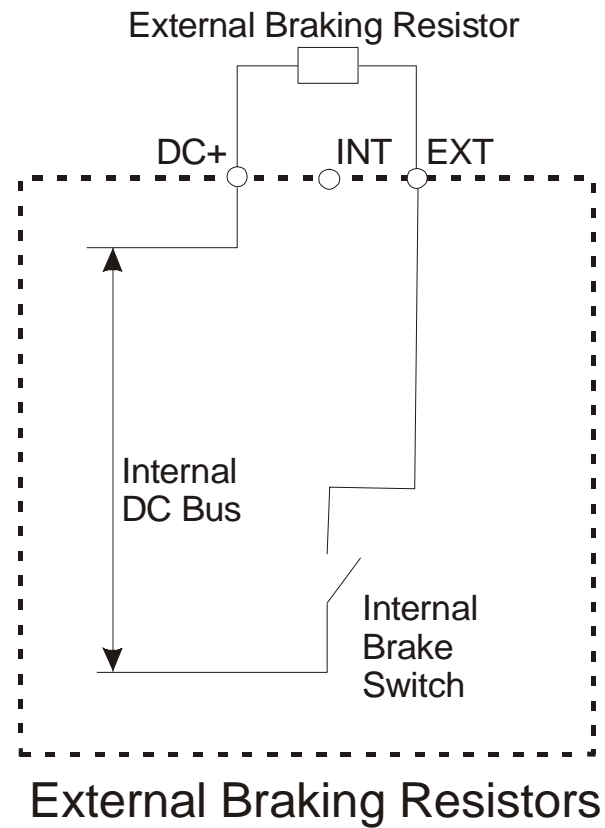 External Braking Resistor
DC+ INT EXT
Internal
DC Bus
Internal
Brake
Switch
External Braking Resistors